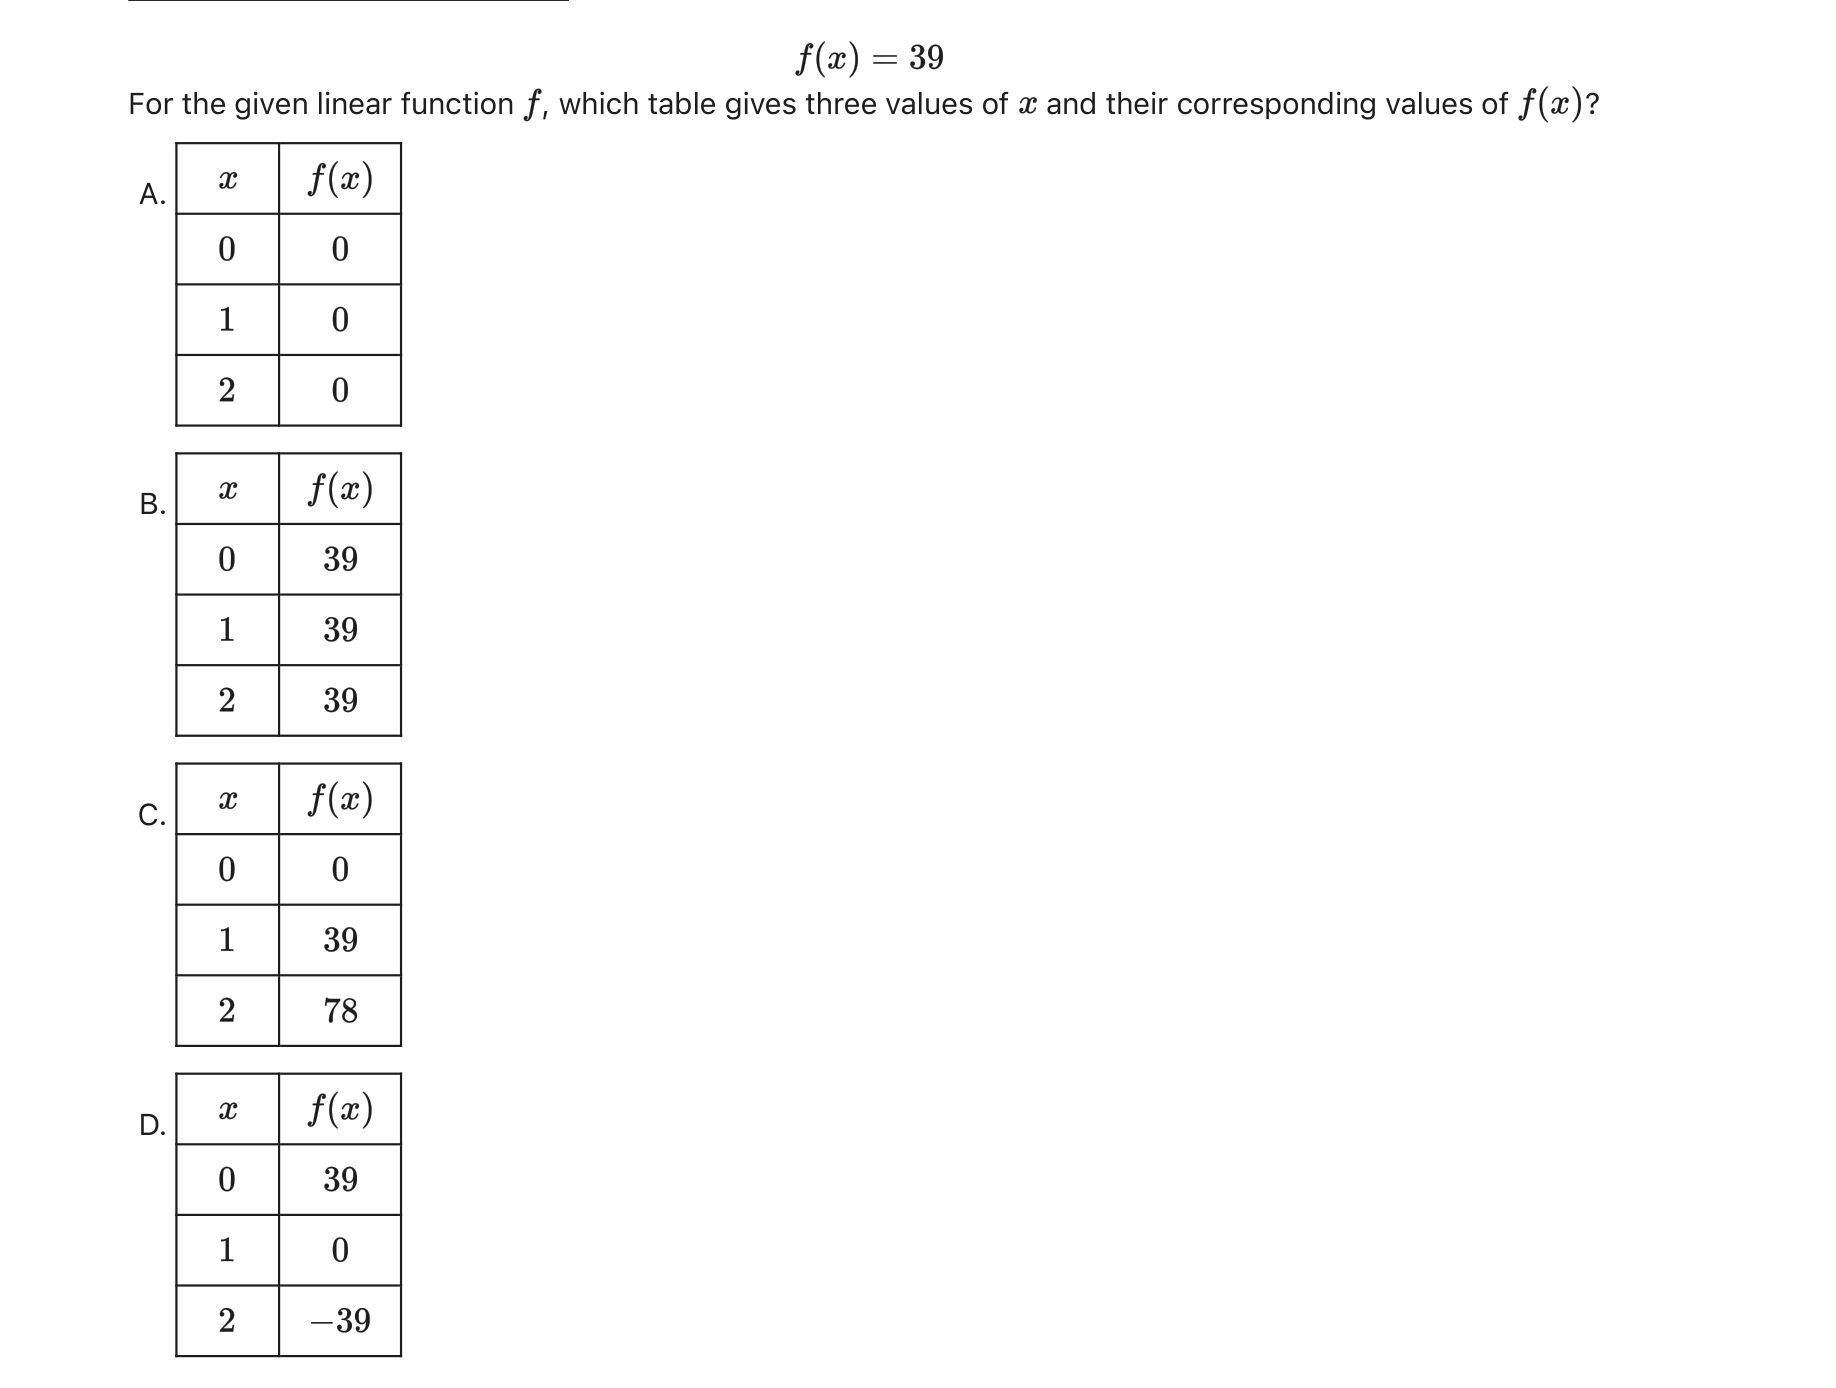 f(x) = 39
For the given linear function f, which table gives three values of x and their corresponding values of f(x)?
A.
x f(x)
0 0
1 0
2 0
B.
x f(x)
0 39
1 39
2 39
C.
x f(x)
0 0
1 39
2 78
D.
x f(x)
0 39
1 0
2 −39